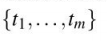 {t₁, . . . , tₘ}